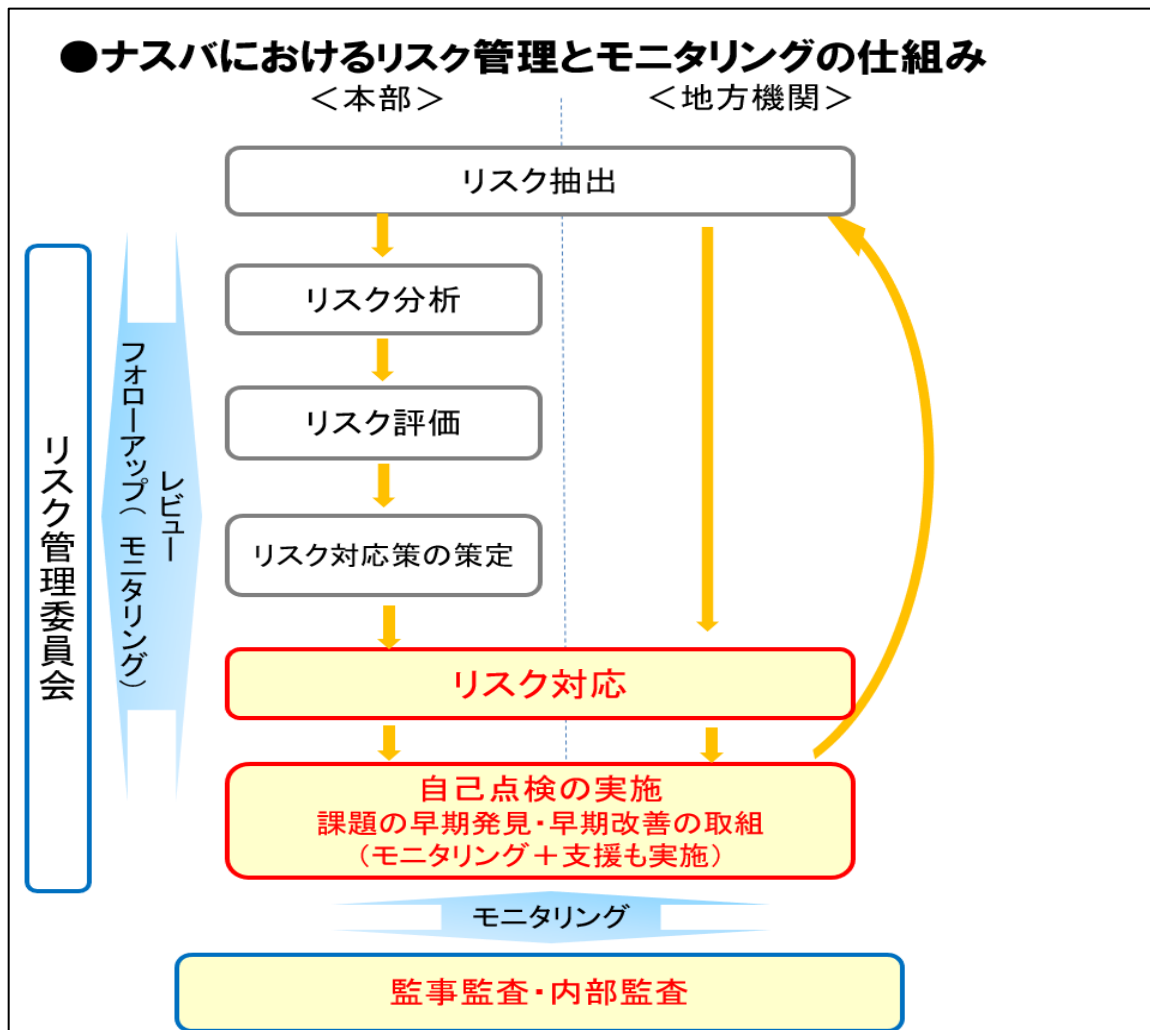 ●ナスバにおけるリスク管理とモニタリングの仕組み
＜本部＞
＜地方機関＞
リスク抽出
リスク分析
リスク評価
リスク対応策の策定
リスク対応
自己点検の実施
課題の早期発見・早期改善の取組
（モニタリング＋支援も実施）
リスク管理委員会
レビュー
フォローアップ（ モニタリング）
モニタリング
監事監査・内部監査